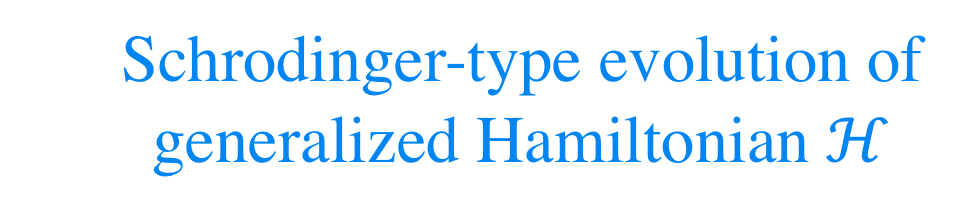 Schrodinger-type evolution of
generalized Hamiltonian ℋ